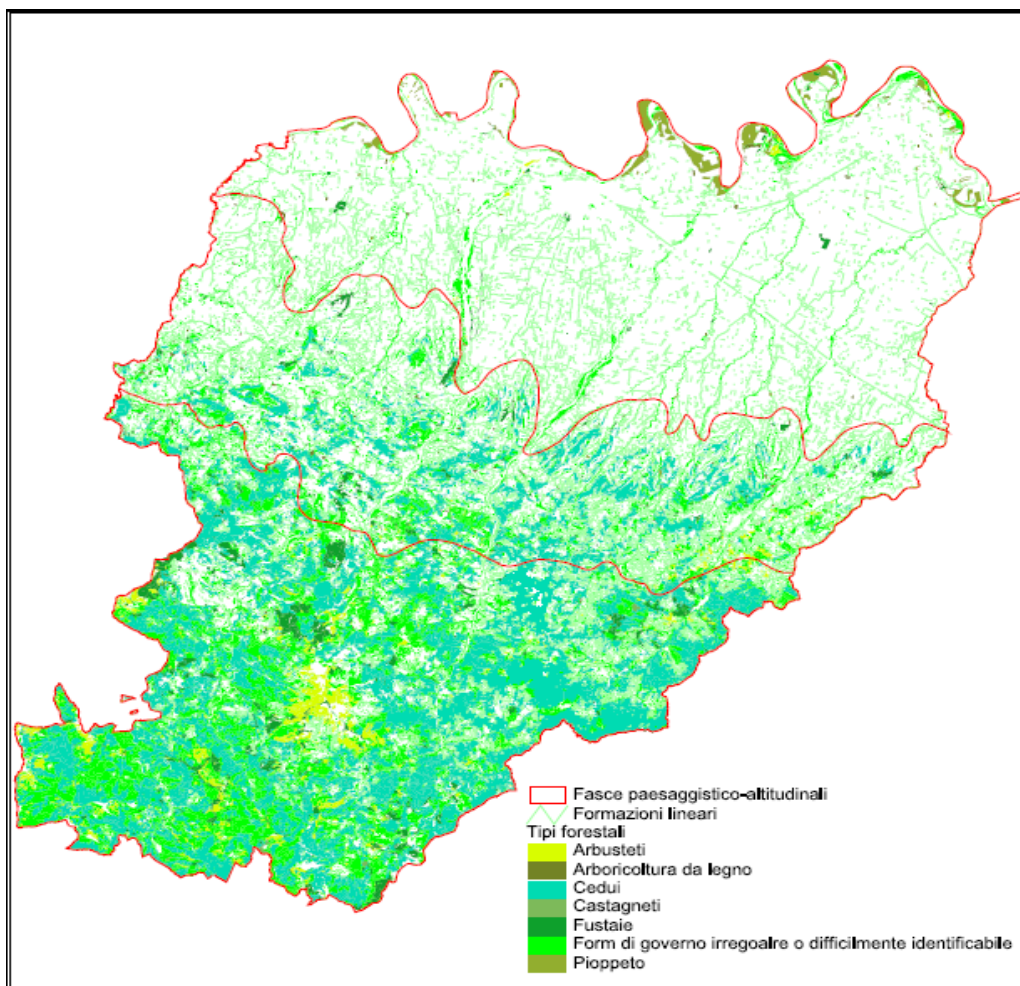 Fasce paesaggistico-altitudinali
Formazioni lineari
Tipi forestali
Arbusteti
Arboricoltura da legno
Cedui
Castagneti
Fustaie
Form di governo irregoalre o difficilmente identificabile
Pioppeto